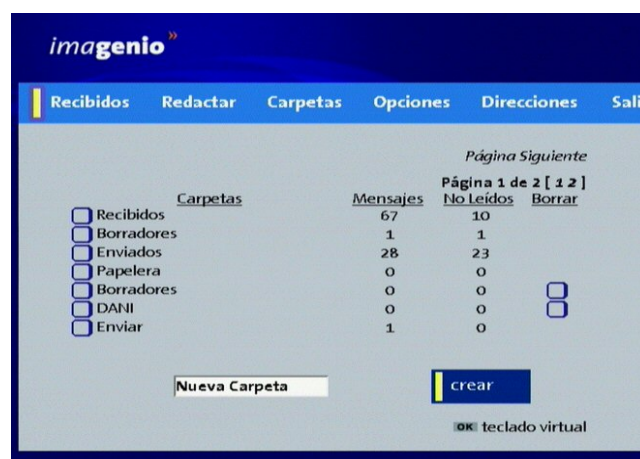 imagenio»
Recibidos Redactar Carpetas Opciones Direcciones Sali
Página Siguiente
Página 1 de 2 [ 1 2 ]
Carpetas Mensajes No Leídos Borrar
Recibidos 67 10
Borradores 1 1
Enviados 28 23
Papelera 0 0
Borradores 0 0
DANI 0 0
Enviar 1 0
Nueva Carpeta crear
OK teclado virtual